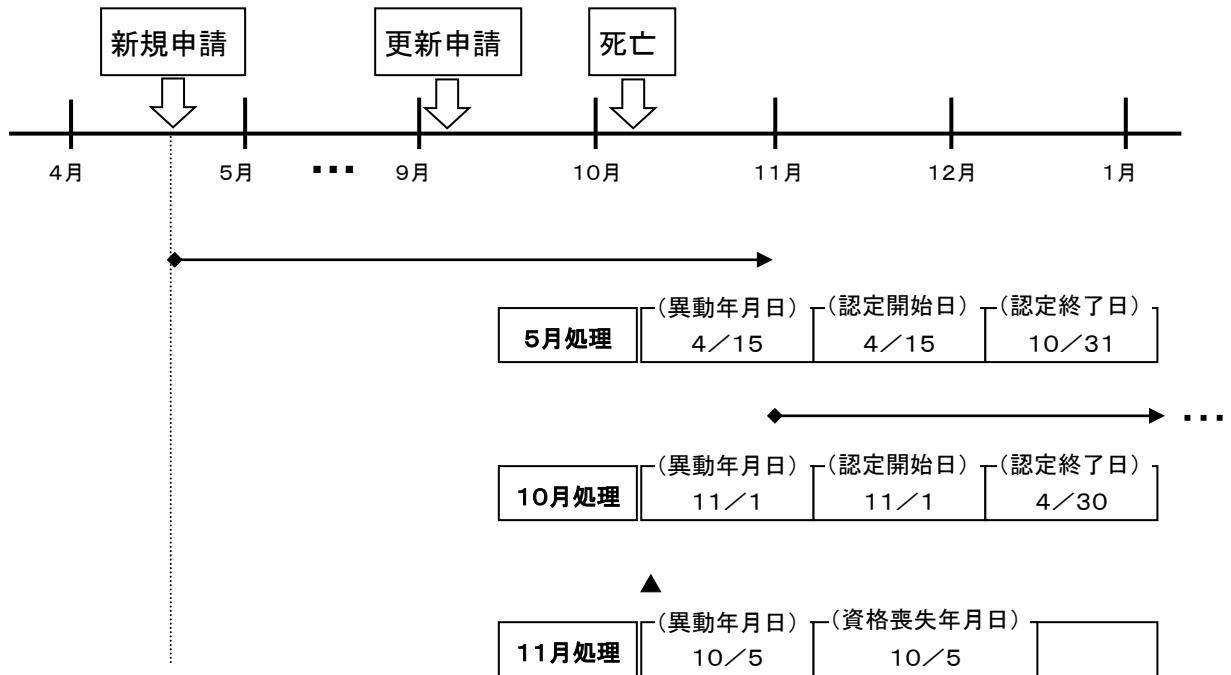 新規申請 更新申請 死亡
4月 5月 ・・・ 9月 10月 11月 12月 1月
(異動年月日) (認定開始日) (認定終了日)
5月処理 4/15 4/15 10/31
・・・
(異動年月日) (認定開始日) (認定終了日)
10月処理 11/1 11/1 4/30
▲
(異動年月日) (資格喪失年月日)
11月処理 10/5 10/5